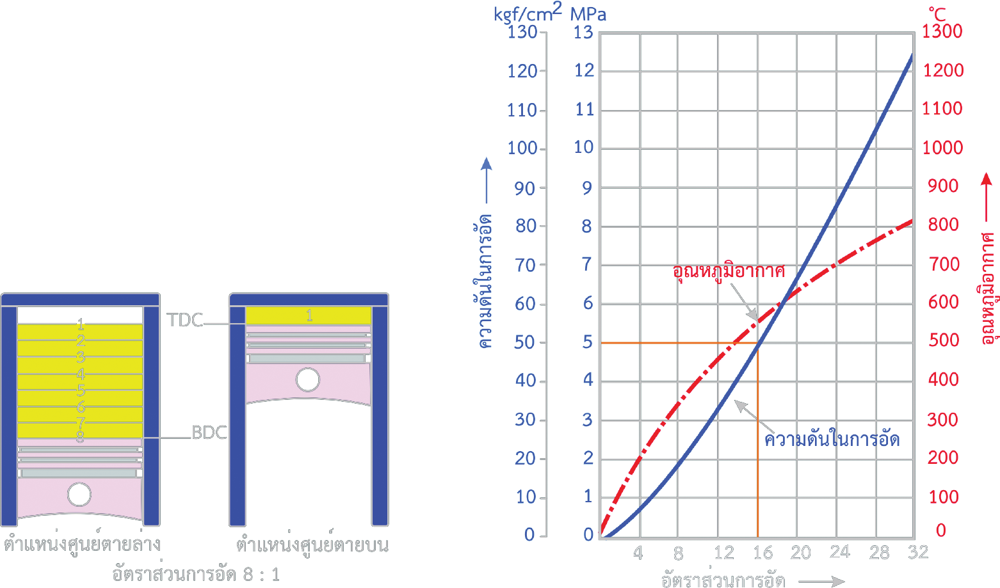 1
2
3
4
5
6
7
8
TDC
BDC
1
ตำแหน่งศูนย์ตายล่าง
ตำแหน่งศูนย์ตายบน
อัตราส่วนการอัด 8 : 1
kgf/cm2 MPa
°C
130 13 1300
120 12 1200
110 11 1100
100 10 1000
90 9 900
80 8 800
70 7 700
60 6 600
50 5 500
40 4 400
30 3 300
20 2 200
10 1 100
0 0 0
ความดันในการอัด
อุณหภูมิอากาศ
อุณหภูมิอากาศ
ความดันในการอัด
4 8 12 16 20 24 28 32
อัตราส่วนการอัด